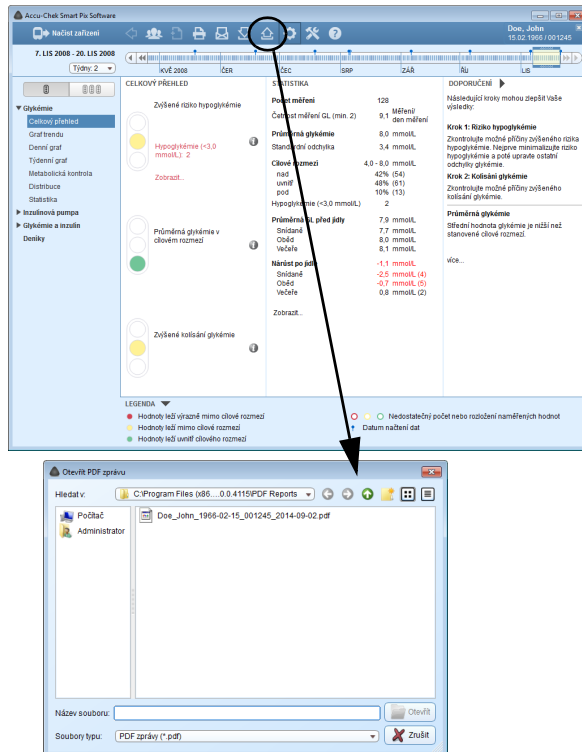 Accu-Chek Smart Pix Software
Načíst zařízení
Doe, John
15.02.1966 / 001245
7. LIS 2008 - 20. LIS 2008
Týdny: 2
KVĚ 2008 ČER ČEC SRP ZÁŘ ŘÍJ LIS
Glykémie
Celkový přehled
Graf trendu
Denní graf
Týdenní graf
Metabolická kontrola
Distribuce
Statistika
Inzulínová pumpa
Glykémie a inzulin
Deníky
CELKOVÝ PŘEHLED
Zvýšené riziko hypoglykémie
Hypoglykémie (<3,0
mmol/L): 2
Zobrazit...
Průměrná glykémie v
cílovém rozmezí
Zvýšené kolísání glykémie
STATISTIKA
Počet měření 128
Četnost měření GL (min. 2) 9,1 Měření/
den měření
Průměrná glykémie 8,0 mmol/L
Standardní odchylka 3,4 mmol/L
Cílové rozmezí 4,0 - 8,0 mmol/L
nad 42% (54)
uvnitř 48% (61)
pod 10% (13)
Hypoglykémie (<3,0 mmol/L) 2
Průměrná GL před jídly 7,9 mmol/L
Snídaně 7,7 mmol/L
Oběd 8,0 mmol/L
Večeře 8,1 mmol/L
Nárůst po jídle -1,1 mmol/L
Snídaně -2,5 mmol/L (4)
Oběd -0,7 mmol/L (5)
Večeře 0,8 mmol/L (2)
Zobrazit...
DOPORUČENÍ
Následující kroky mohou zlepšit Vaše
výsledky:
Krok 1: Riziko hypoglykémie
Zkontrolujte možné příčiny zvýšeného rizika
hypoglykémie. Nejprve minimalizujte riziko
hypoglykémie a poté upravte ostatní
odchylky glykémie.
Krok 2: Kolísání glykémie
Zkontrolujte možné příčiny zvýšeného
kolísání glykémie.
Průměrná glykémie
Střední hodnota glykémie je nižší než
stanovené cílové rozmezí.
více...
LEGENDA
Hodnoty leží výrazně mimo cílové rozmezí
Hodnoty leží mimo cílové rozmezí
Hodnoty leží uvnitř cílového rozmezí
Nedostatečný počet nebo rozložení naměřených hodnot
Datum načtení dat
Otevřít PDF zprávu
Hledat v: C:\Program Files (x86....0.0.4115\PDF Reports
Počítač
Administrator
Doe_John_1966-02-15_001245_2014-09-02.pdf
Název souboru: Otevřít
Soubory typu: PDF zprávy (*.pdf) Zrušit